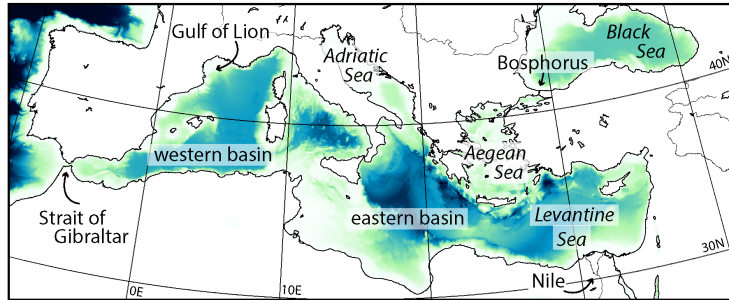 Gulf of Lion
Adriatic
Sea
Black
Sea
Bosphorus
40N
western basin
Aegean
Sea
Strait of
Gibraltar
eastern basin
Levantine
Sea
30N
Nile
0E
10E